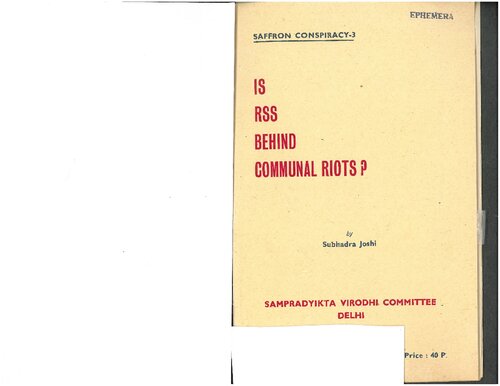 EPHEMERA
SAFFRON CONSPIRACY-3
IS
RSS
BEHIND
COMMUNAL RIOTS?
by
Subhadra Joshi
SAMPRADYIKTA VIRODHI COMMITTEE
DELHI
Price : 40 P.